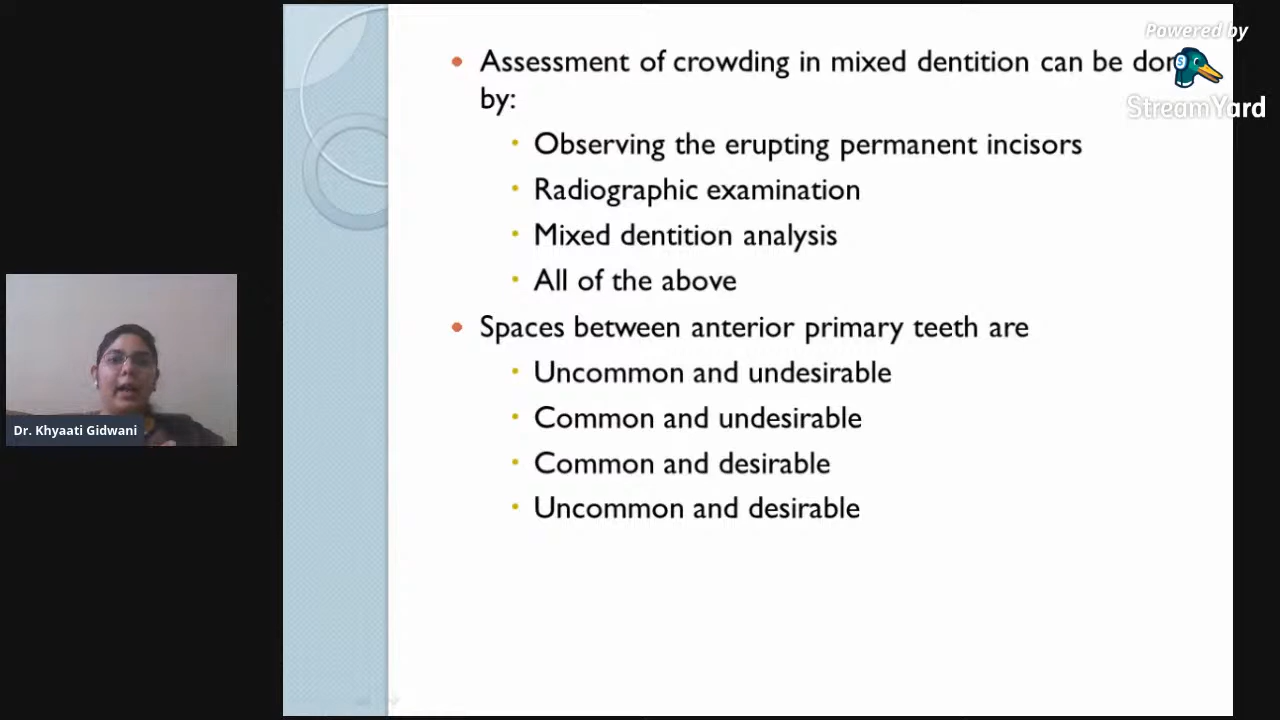 Powered by
StreamYard
• Assessment of crowding in mixed dentition can be
by:
• Observing the erupting permanent incisors
• Radiographic examination
• Mixed dentition analysis
• All of the above
• Spaces between anterior primary teeth are
• Uncommon and undesirable
• Common and undesirable
• Common and desirable
• Uncommon and desirable
Dr. Khyaati Gidwani